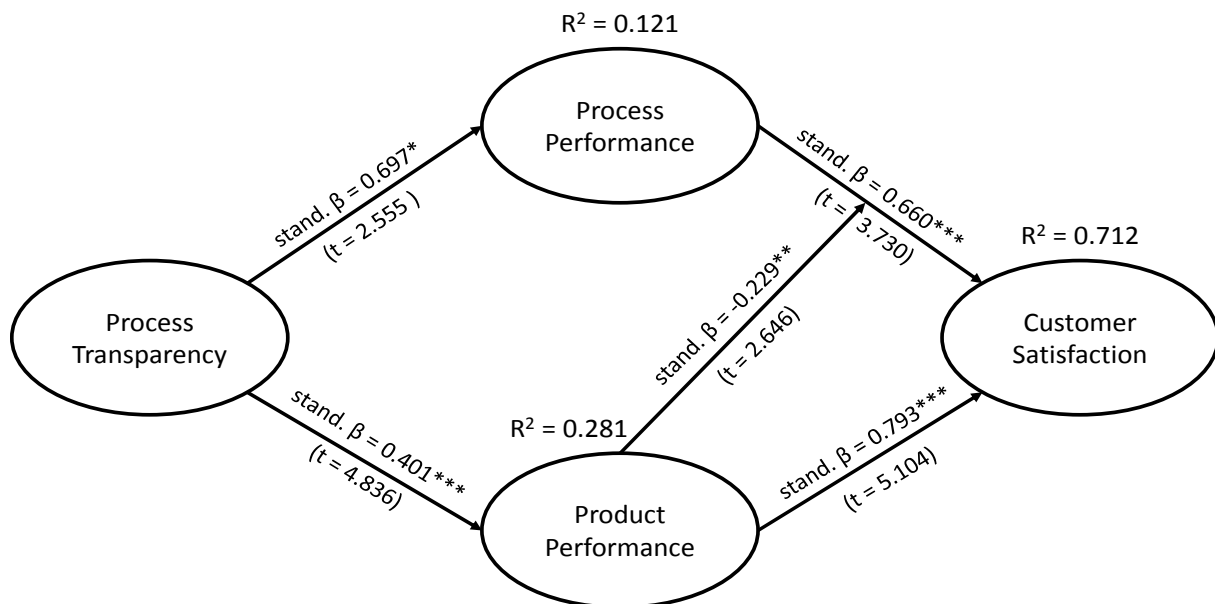 R² = 0.121
Process
Performance
stand. β = 0.697*
(t = 2.555 )
stand. β = 0.660***
(t = 3.730)
R² = 0.712
Process
Transparency
stand. β = -0.229**
(t = 2.646)
Customer
Satisfaction
stand. β = 0.401***
(t = 4.836)
R² = 0.281
stand. β = 0.793***
(t = 5.104)
Product
Performance